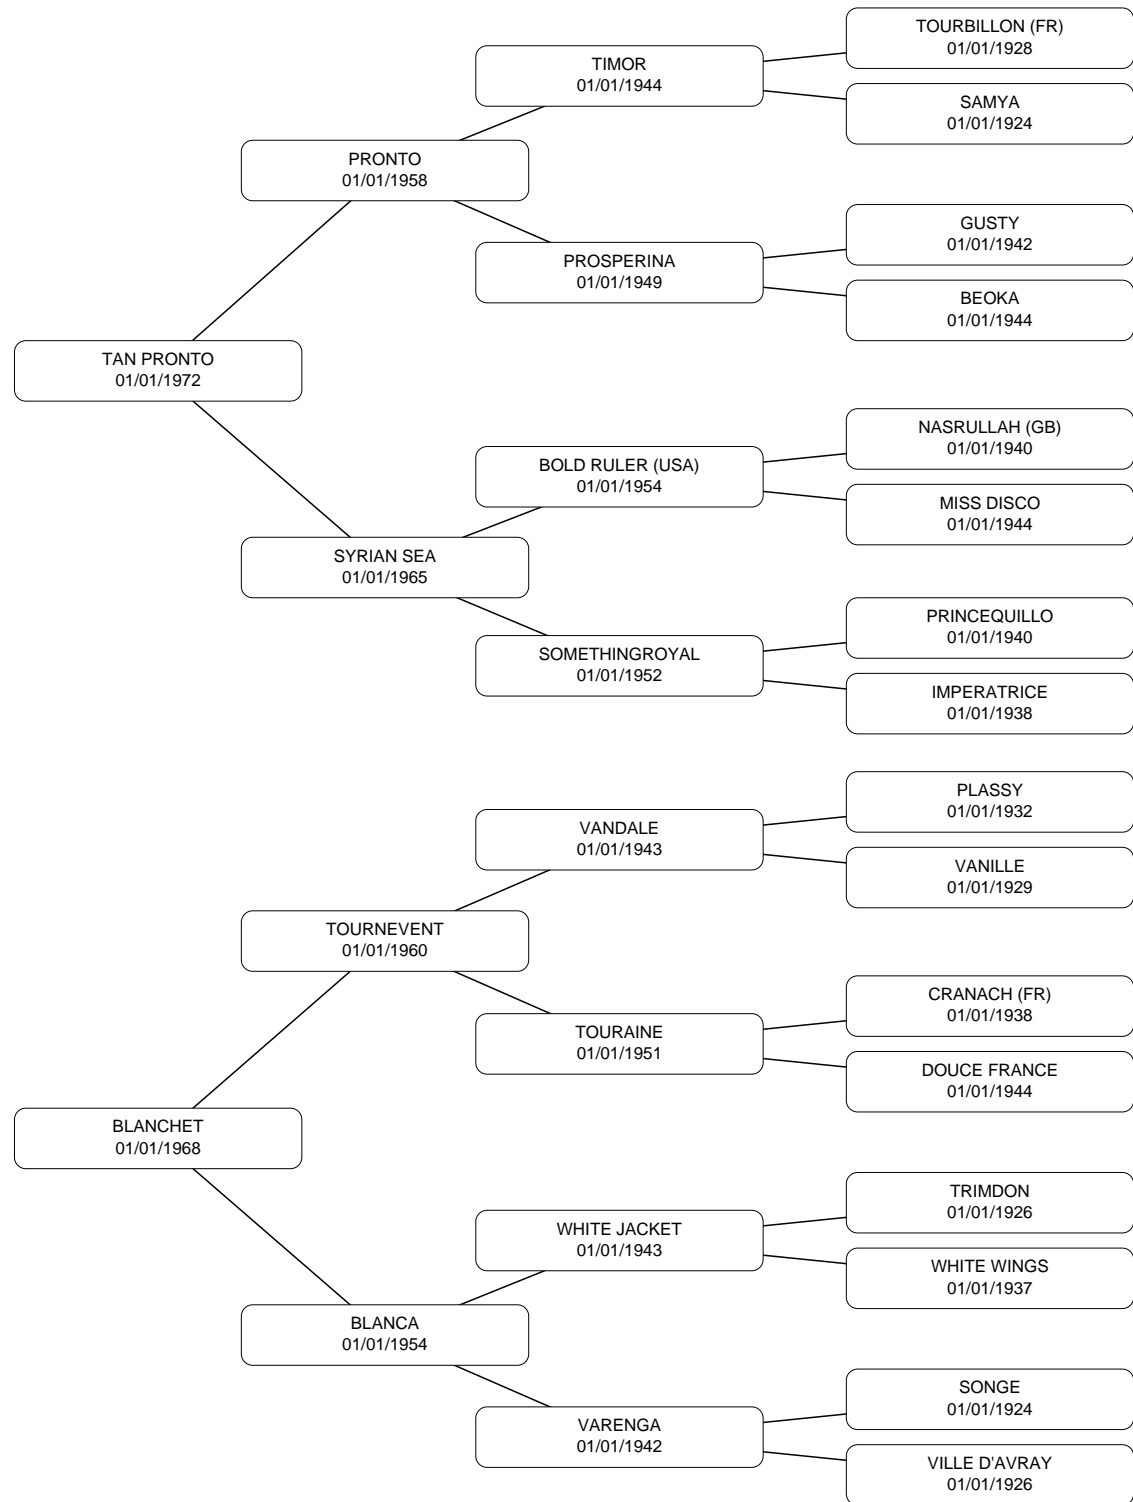 TOURBILLON (FR)
01/01/1928
TIMOR
01/01/1944
SAMYA
01/01/1924
PRONTO
01/01/1958
GUSTY
01/01/1942
PROSPERINA
01/01/1949
BEOKA
01/01/1944
TAN PRONTO
01/01/1972
NASRULLAH (GB)
01/01/1940
BOLD RULER (USA)
01/01/1954
MISS DISCO
01/01/1944
SYRIAN SEA
01/01/1965
PRINCEQUILLO
01/01/1940
SOMETHINGROYAL
01/01/1952
IMPERATRICE
01/01/1938
PLASSY
01/01/1932
VANDALE
01/01/1943
VANILLE
01/01/1929
TOURNEVENT
01/01/1960
CRANACH (FR)
01/01/1938
TOURAINE
01/01/1951
DOUCE FRANCE
01/01/1944
BLANCHET
01/01/1968
TRIMDON
01/01/1926
WHITE JACKET
01/01/1943
WHITE WINGS
01/01/1937
BLANCA
01/01/1954
SONGE
01/01/1924
VARENGA
01/01/1942
VILLE D'AVRAY
01/01/1926